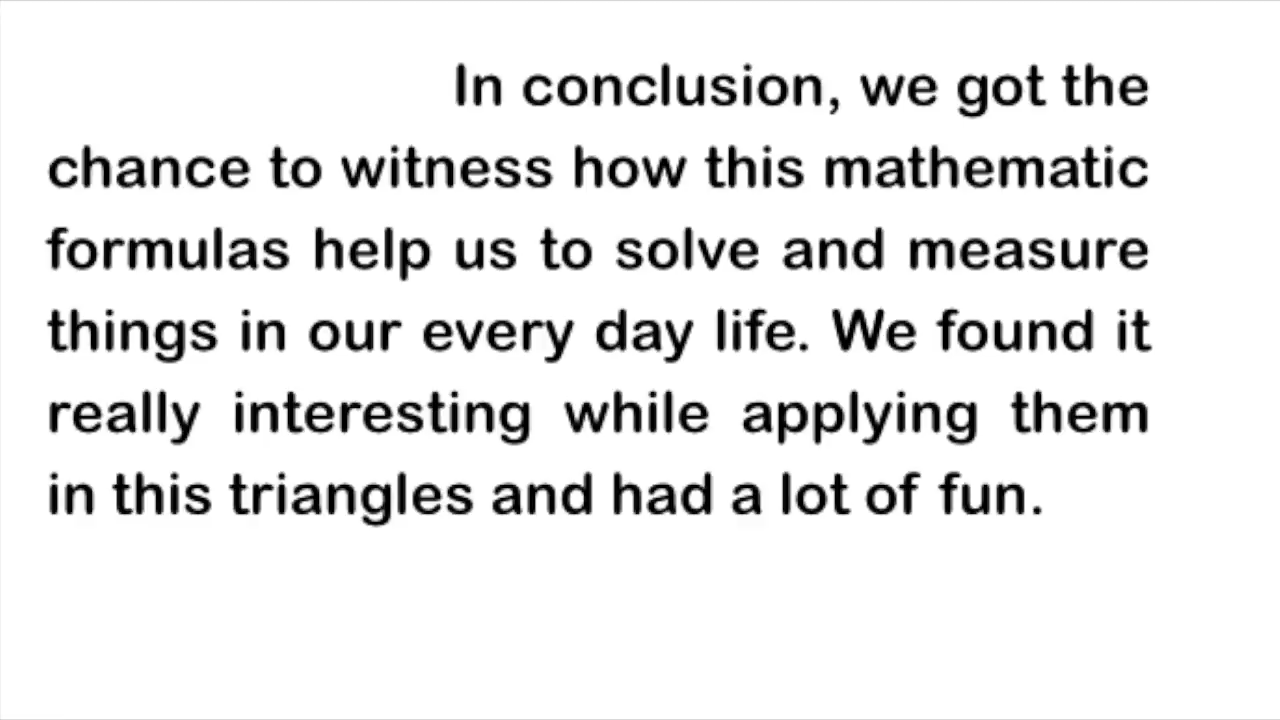 In conclusion, we got the
chance to witness how this mathematic
formulas help us to solve and measure
things in our every day life. We found it
really interesting while applying them
in this triangles and had a lot of fun.